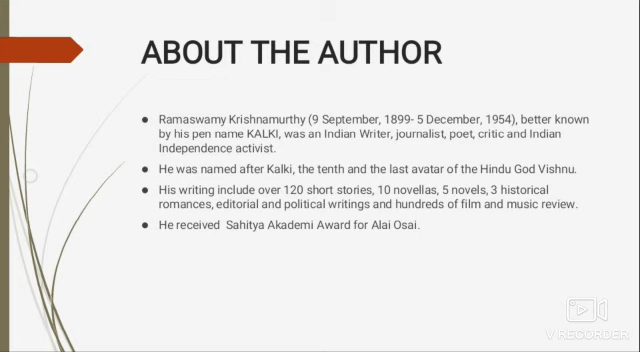 ABOUT THE AUTHOR
● Ramaswamy Krishnamurthy (9 September, 1899- 5 December, 1954), better known
by his pen name KALKI, was an Indian Writer, journalist, poet, critic and Indian
Independence activist.
● He was named after Kalki, the tenth and the last avatar of the Hindu God Vishnu.
● His writing include over 120 short stories, 10 novellas, 5 novels, 3 historical
romances, editorial and political writings and hundreds of film and music review.
● He received Sahitya Akademi Award for Alai Osai.
V RECORDER